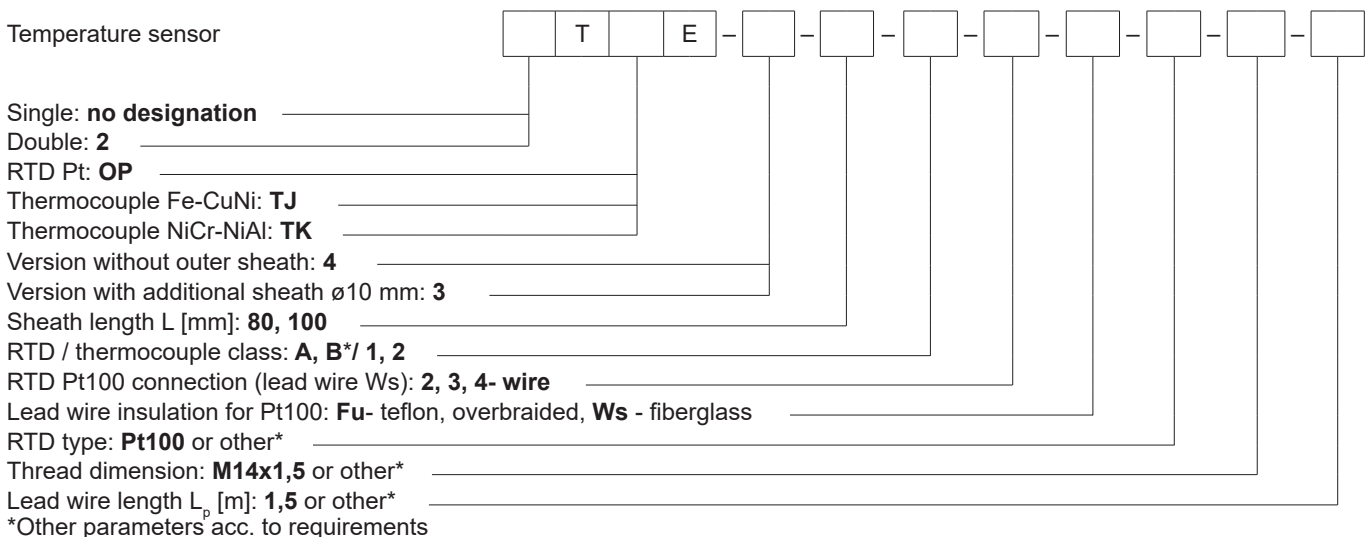 Temperature sensor T E – – – – – – – –
Single: no designation
Double: 2
RTD Pt: OP
Thermocouple Fe-CuNi: TJ
Thermocouple NiCr-NiAl: TK
Version without outer sheath: 4
Version with additional sheath ø10 mm: 3
Sheath length L [mm]: 80, 100
RTD / thermocouple class: A, B*/ 1, 2
RTD Pt100 connection (lead wire Ws): 2, 3, 4- wire
Lead wire insulation for Pt100: Fu- teflon, overbraided, Ws - fiberglass
RTD type: Pt100 or other*
Thread dimension: M14x1,5 or other*
Lead wire length Lp [m]: 1,5 or other*
*Other parameters acc. to requirements